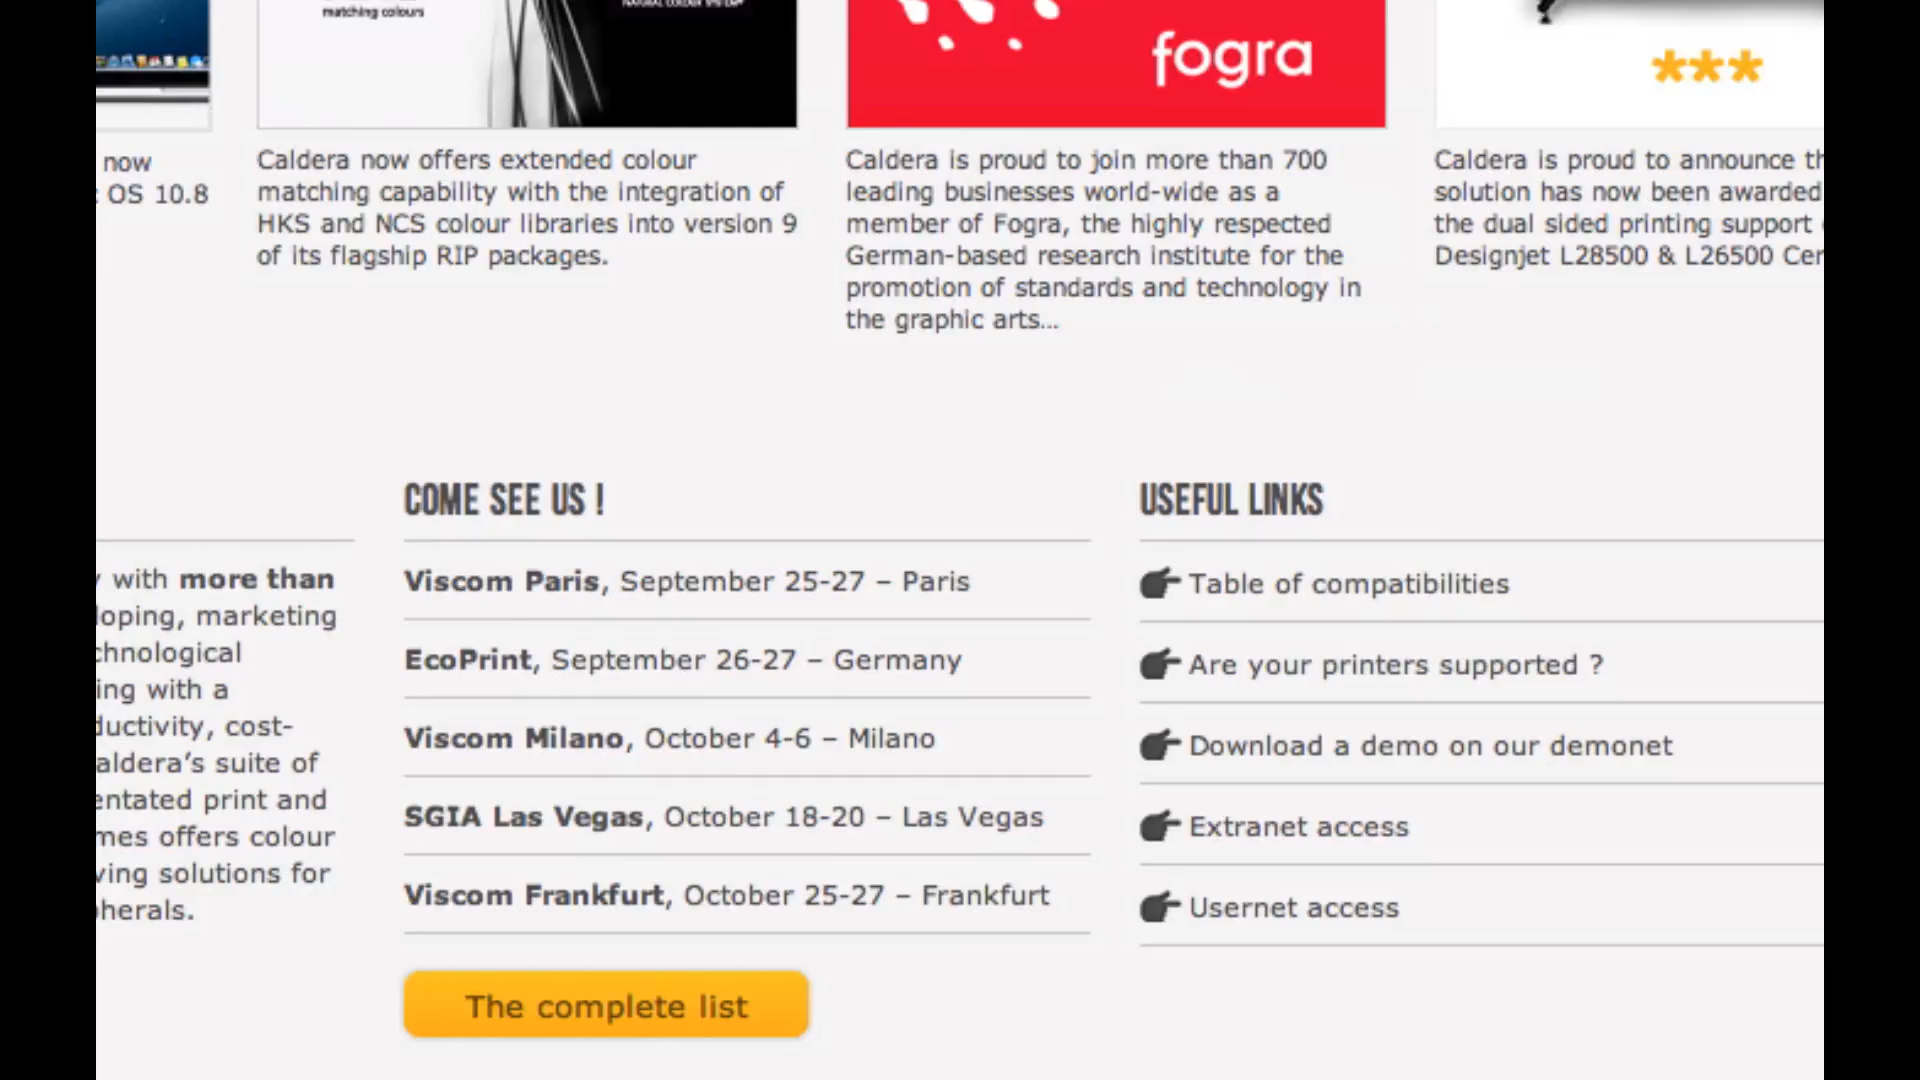 matching colours
NATURAL COLOUR SYSTEM®
fogra
***
now
OS 10.8
Caldera now offers extended colour
matching capability with the integration of
HKS and NCS colour libraries into version 9
of its flagship RIP packages.
Caldera is proud to join more than 700
leading businesses world-wide as a
member of Fogra, the highly respected
German-based research institute for the
promotion of standards and technology in
the graphic arts...
Caldera is proud to announce
solution has now been awarded
the dual sided printing support
Designjet L28500 & L26500
with more than
loping, marketing
chnological
ing with a
ductivity, cost-
aldera's suite of
entated print and
mes offers colour
ving solutions for
herals.
COME SEE US !
Viscom Paris, September 25-27 – Paris
EcoPrint, September 26-27 – Germany
Viscom Milano, October 4-6 – Milano
SGIA Las Vegas, October 18-20 – Las Vegas
Viscom Frankfurt, October 25-27 – Frankfurt
The complete list
USEFUL LINKS
Table of compatibilities
Are your printers supported ?
Download a demo on our demonet
Extranet access
Usernet access